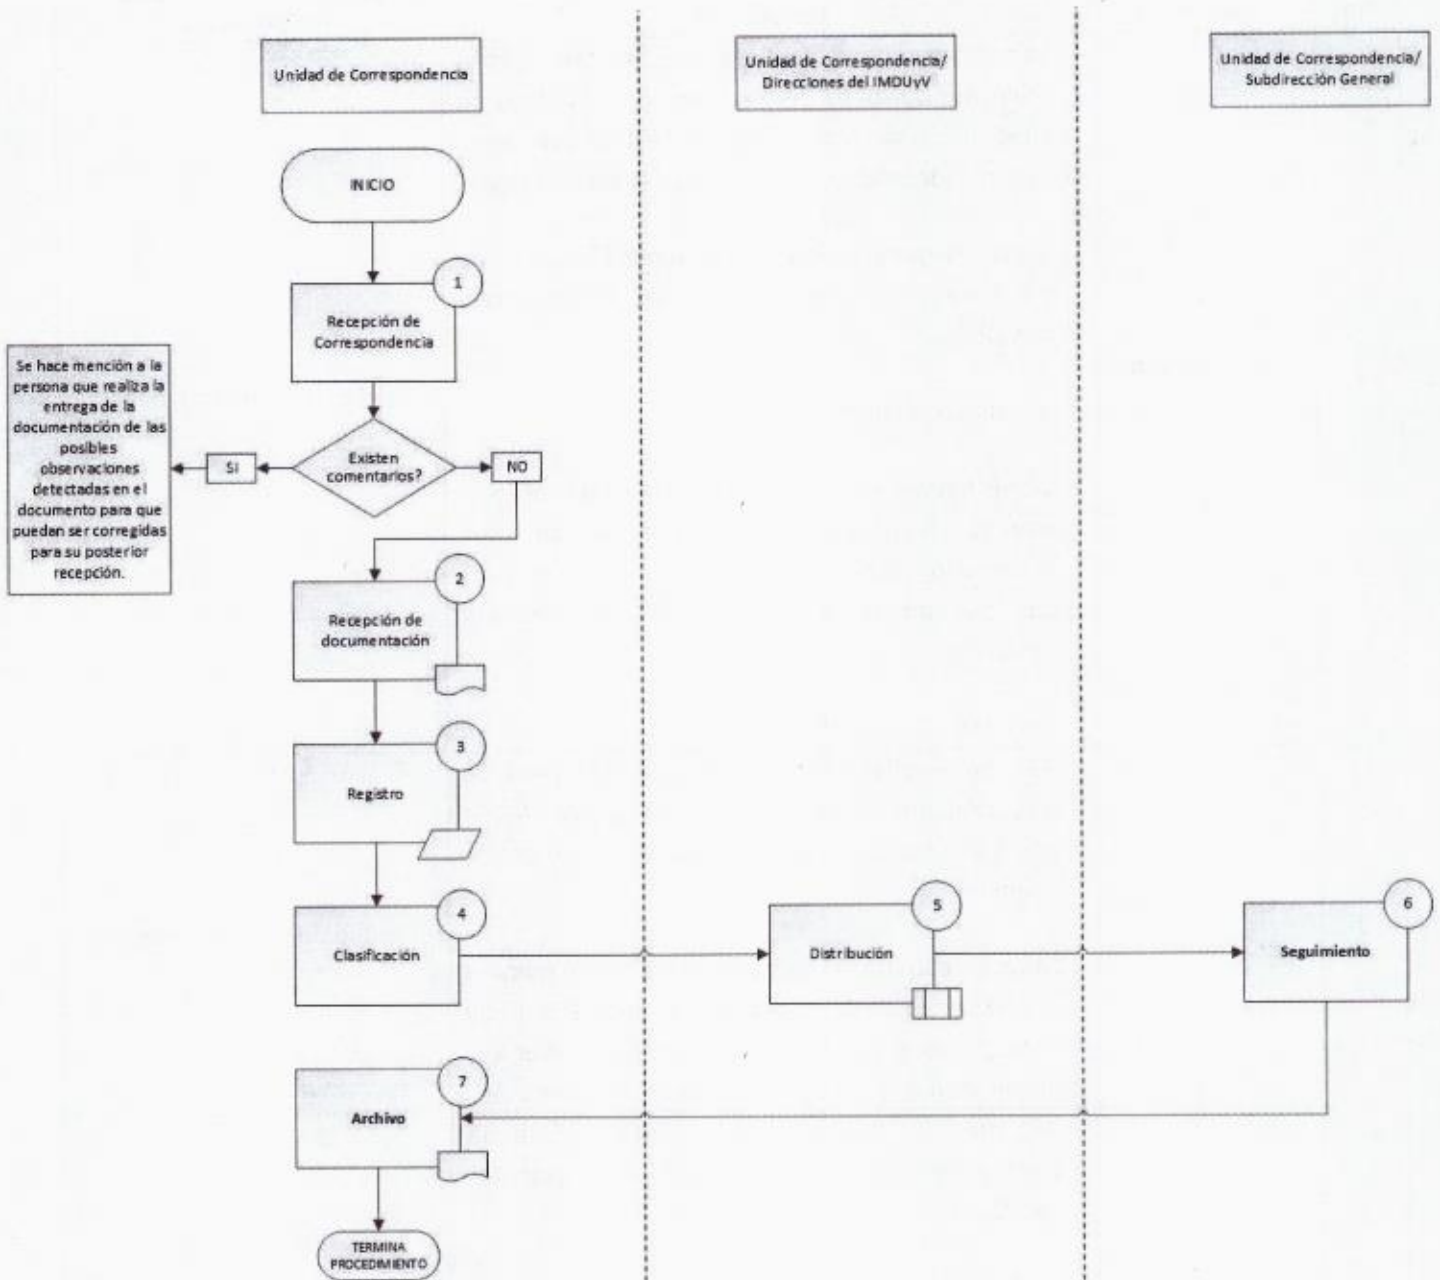 Unidad de Correspondencia
Unidad de Correspondencia/
Direcciones del IMDUyV
Unidad de Correspondencia/
Subdirección General
INICIO
1
Recepción de
Correspondencia
Existen
comentarios?
SI
NO
Se hace mención a la
persona que realiza la
entrega de la
documentación de las
posibles
observaciones
detectadas en el
documento para que
puedan ser corregidas
para su posterior
recepción.
2
Recepción de
documentación
3
Registro
4
Clasificación
5
Distribución
6
Seguimiento
7
Archivo
TERMINA
PROCEDIMIENTO